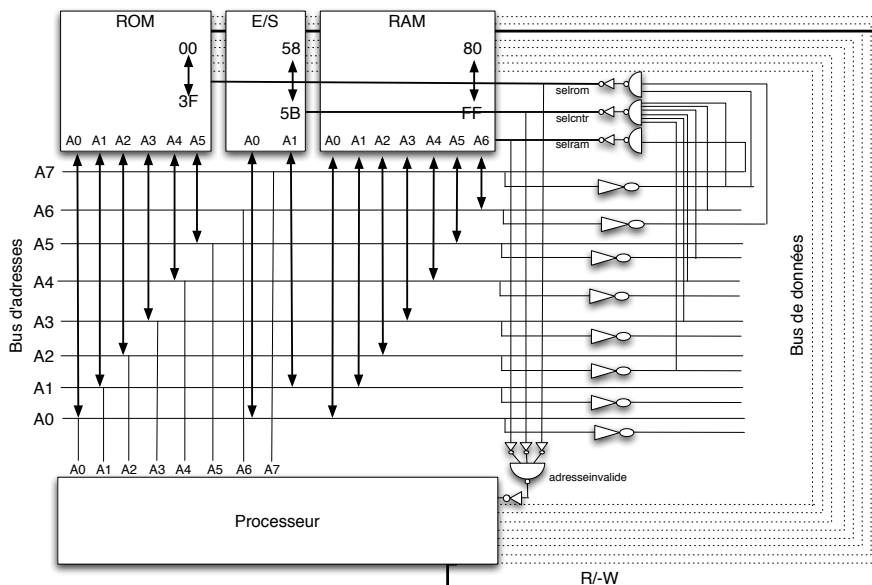 ROM E/S RAM
00 58 80
3F 5B FF
A0 A1 A2 A3 A4 A5 A0 A1 A0 A1 A2 A3 A4 A5 A6
selrom
selcntr
selram
A7
A6
A5
A4
A3
A2
A1
A0
Bus d'adresses
Bus de données
A0 A1 A2 A3 A4 A5 A6 A7
adresseinvalide
Processeur
R/-W